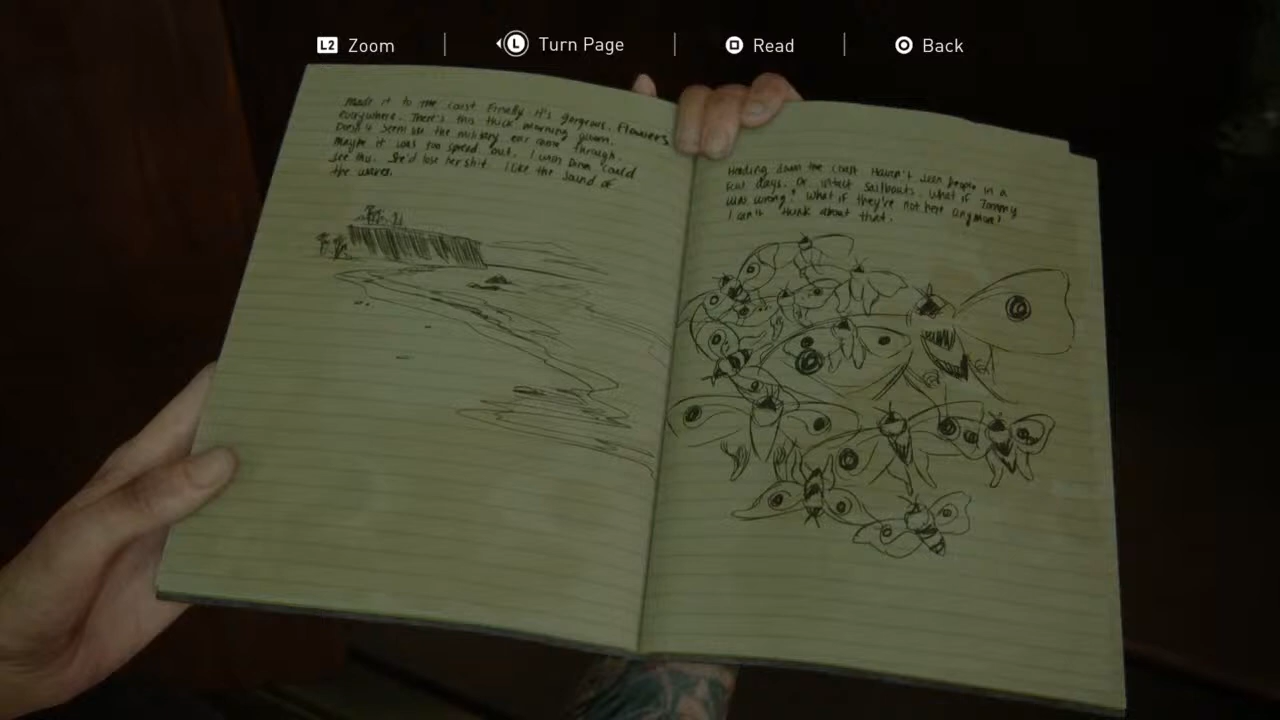 L2 Zoom | L Turn Page | Read | Back
Made it to the coast. Finally. It's gorgeous. Flowers
everywhere. There's this thick morning gloom.
Doesn't seem like the military ever came through.
Maybe it was too spread out. I wish Dina could
see this. She'd lose her shit. I like the sound of
the waves.
Heading down the coast. Haven't seen people in a
few days. Or intact sailboats. What if Tommy
was wrong? What if they're not here anymore?
I can't think about that.